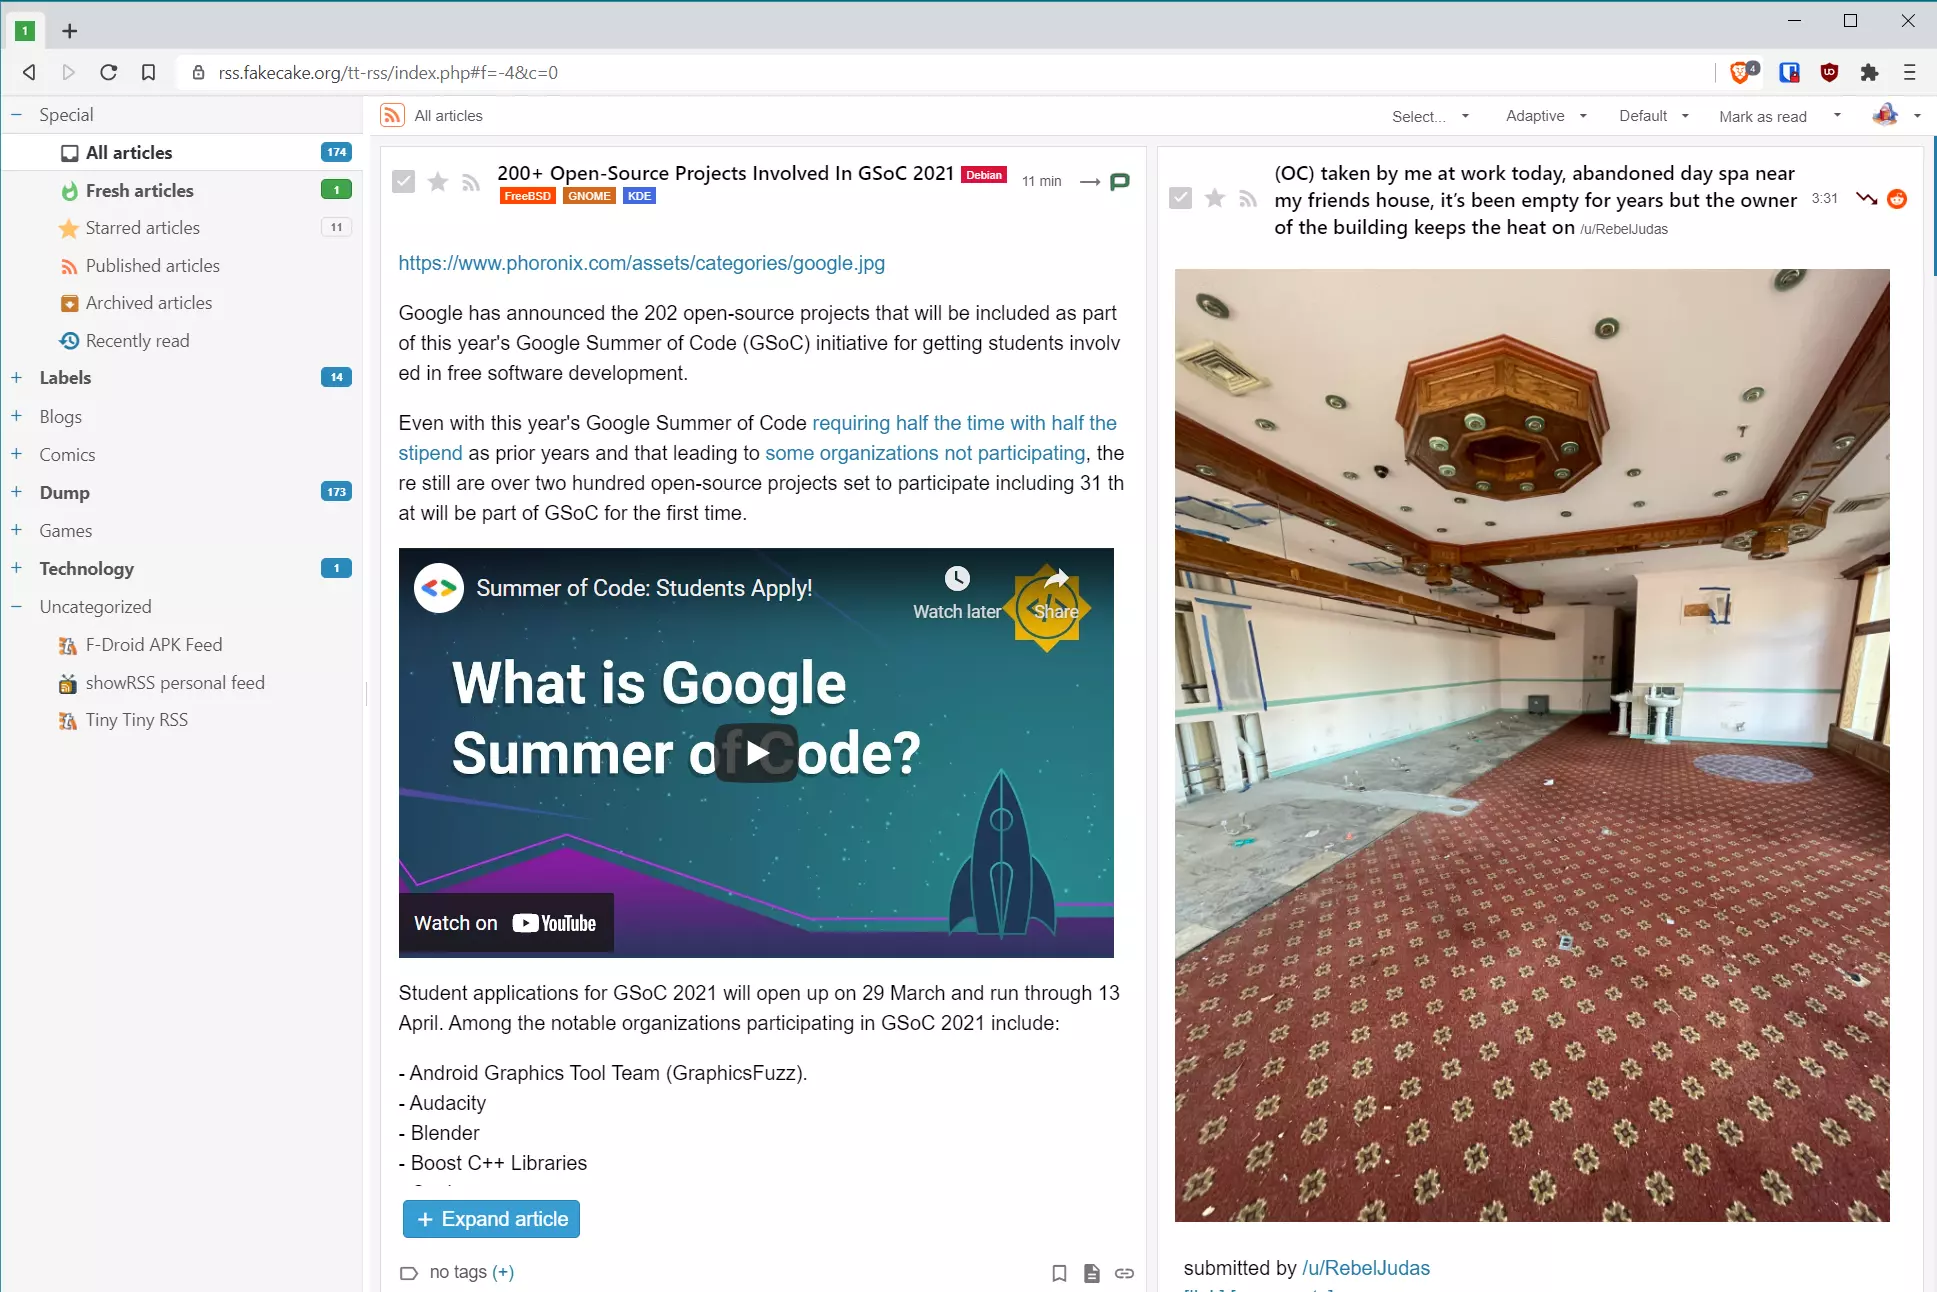 1
rss.fakecake.org/tt-rss/index.php#f=-4&c=0
4
Special
All articles 174
Fresh articles 1
Starred articles 11
Published articles
Archived articles
Recently read
Labels 14
Blogs
Comics
Dump 173
Games
Technology 1
Uncategorized
F-Droid APK Feed
showRSS personal feed
Tiny Tiny RSS
All articles
Select... Adaptive Default Mark as read
200+ Open-Source Projects Involved In GSoC 2021 Debian
FreeBSD GNOME KDE
11 min
https://www.phoronix.com/assets/categories/google.jpg
Google has announced the 202 open-source projects that will be included as part
of this year's Google Summer of Code (GSoC) initiative for getting students involv
ed in free software development.
Even with this year's Google Summer of Code requiring half the time with half the
stipend as prior years and that leading to some organizations not participating, the
re still are over two hundred open-source projects set to participate including 31 th
at will be part of GSoC for the first time.
Summer of Code: Students Apply!
Watch later
Share
What is Google
Summer of Code?
Watch on YouTube
Student applications for GSoC 2021 will open up on 29 March and run through 13
April. Among the notable organizations participating in GSoC 2021 include:
- Android Graphics Tool Team (GraphicsFuzz).
- Audacity
- Blender
- Boost C++ Libraries
+ Expand article
no tags (+)
(OC) taken by me at work today, abandoned day spa near
my friends house, it’s been empty for years but the owner
of the building keeps the heat on /u/RebelJudas
3:31
submitted by /u/RebelJudas